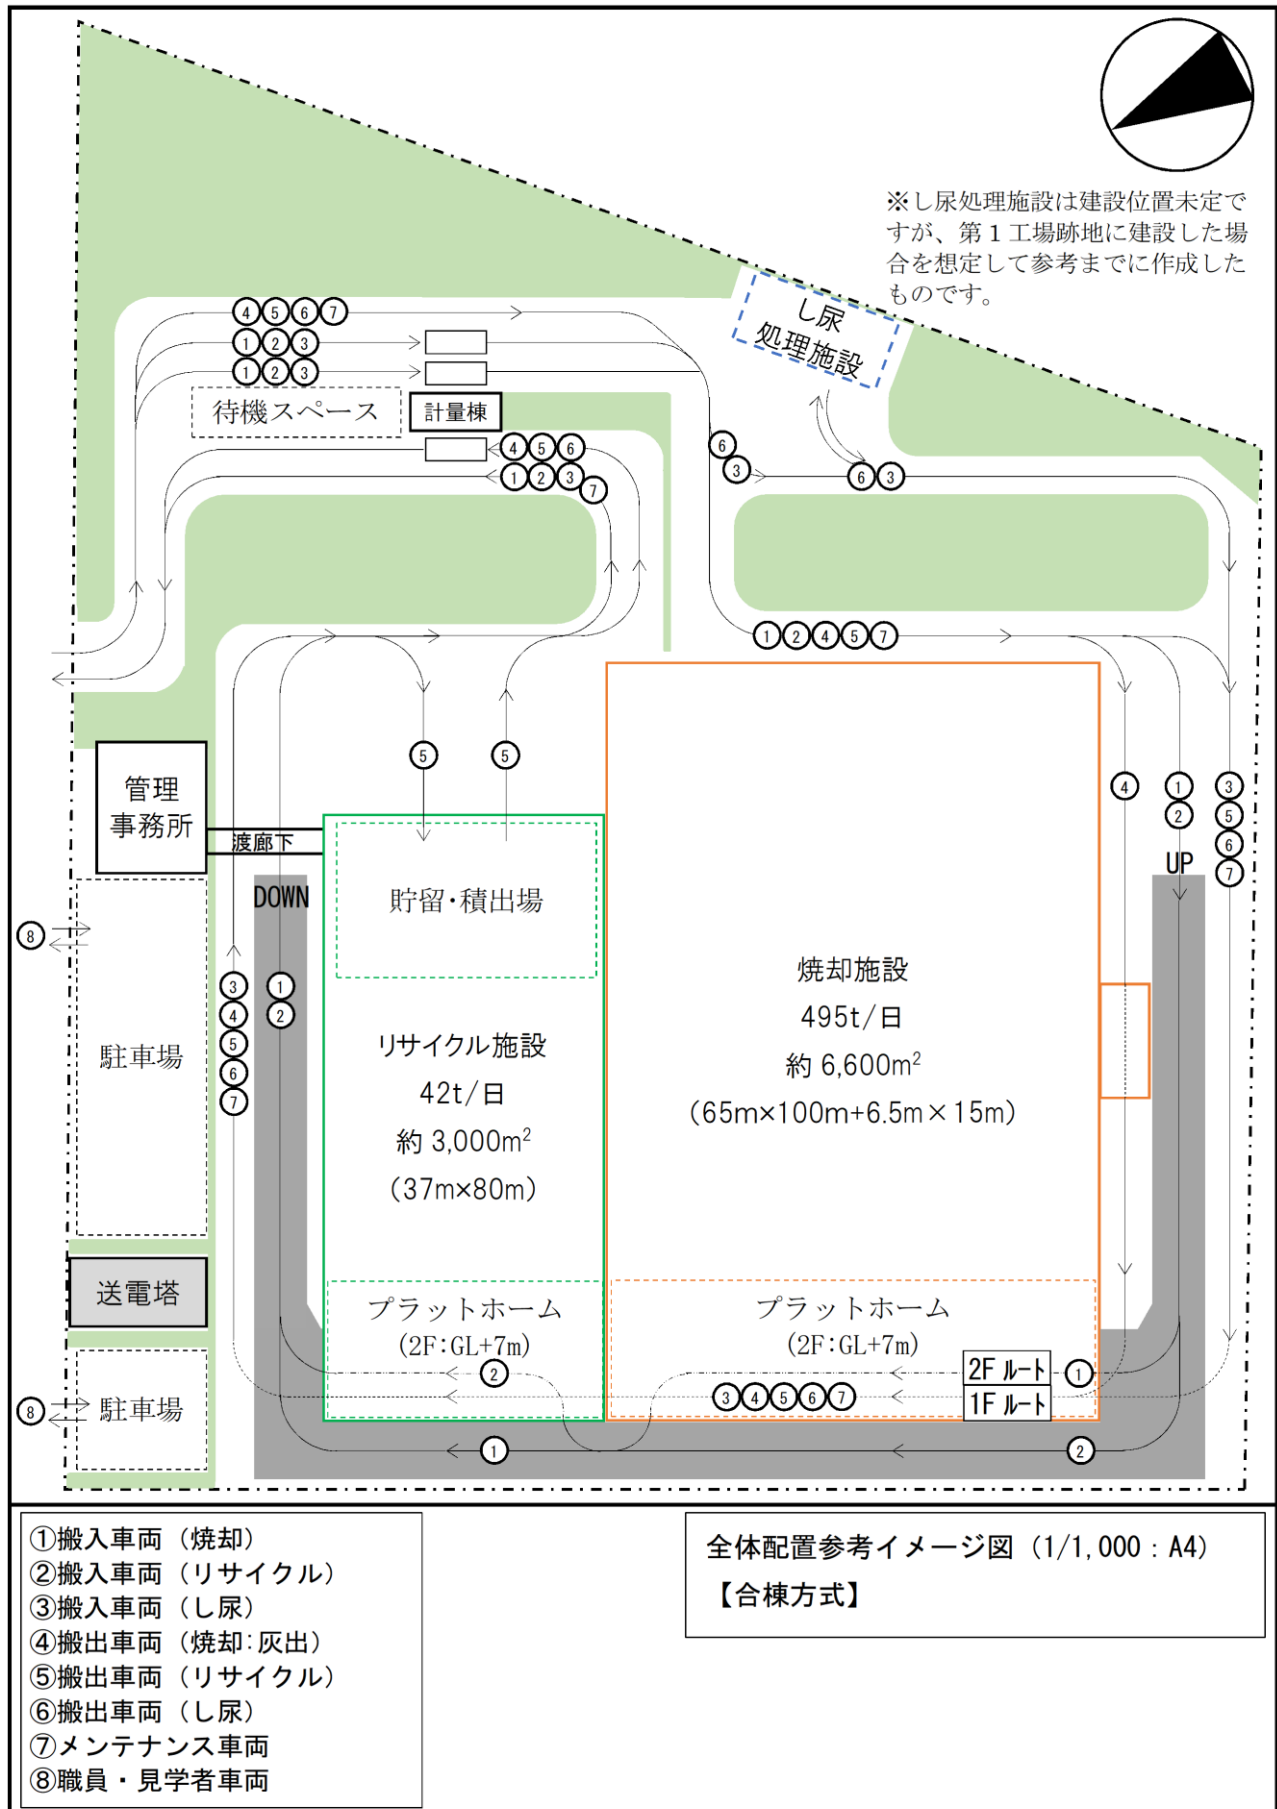 ※し尿処理施設は建設位置未定で
すが、第１工場跡地に建設した場
合を想定して参考までに作成した
ものです。
し尿
処理施設
④⑤⑥⑦
①②③
①②③
待機スペース
計量棟
④⑤⑥
①②③⑦
⑥
③
⑥③
①②④⑤⑦
⑤
⑤
④
①
②
③
⑤
⑥
⑦
UP
管理
事務所
渡廊下
DOWN
貯留・積出場
⑧
③
④
⑤
⑥
⑦
①
②
駐車場
リサイクル施設
42t/日
約 3,000m²
（37m×80m）
焼却施設
495t/日
約 6,600m²
（65m×100m+6.5m×15m）
送電塔
プラットホーム
(2F:GL+7m)
プラットホーム
(2F:GL+7m)
②
2F ルート
①
③④⑤⑥⑦
1F ルート
⑧
駐車場
①
②
①搬入車両（焼却）
②搬入車両（リサイクル）
③搬入車両（し尿）
④搬出車両（焼却:灰出）
⑤搬出車両（リサイクル）
⑥搬出車両（し尿）
⑦メンテナンス車両
⑧職員・見学者車両
全体配置参考イメージ図（1/1,000：A4）
【合棟方式】